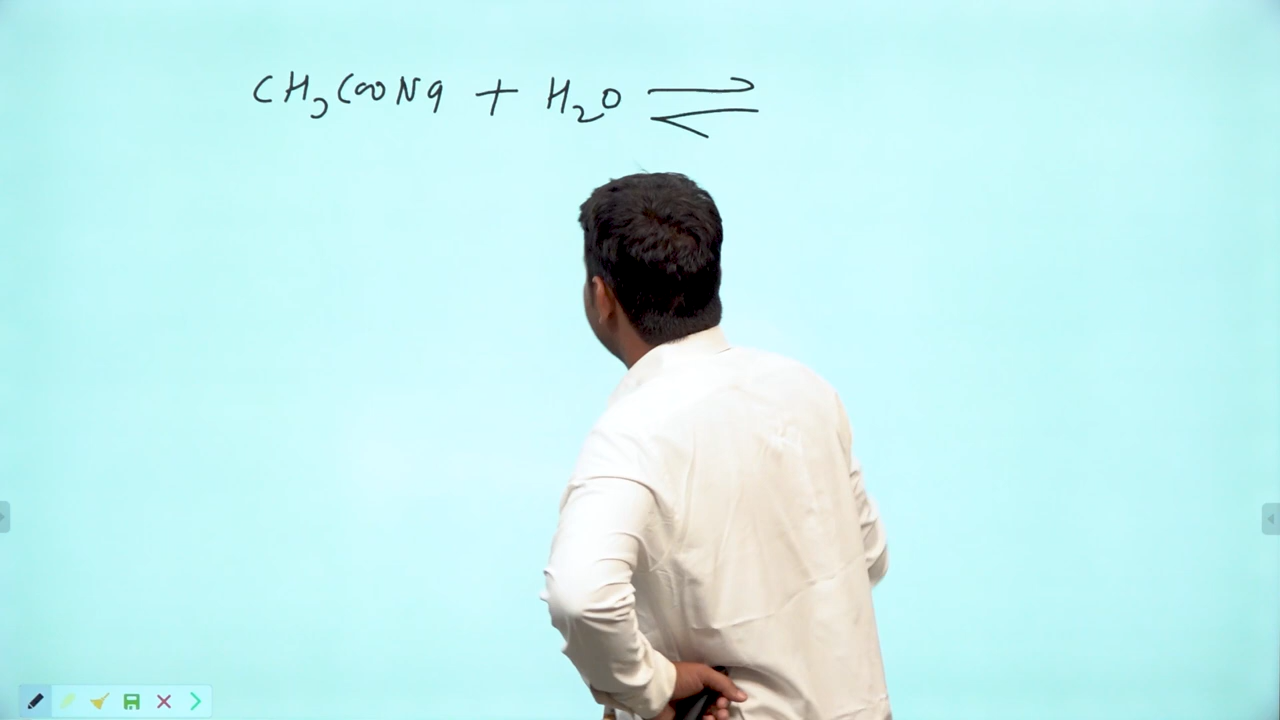 CH₃COONa + H₂O ⇌